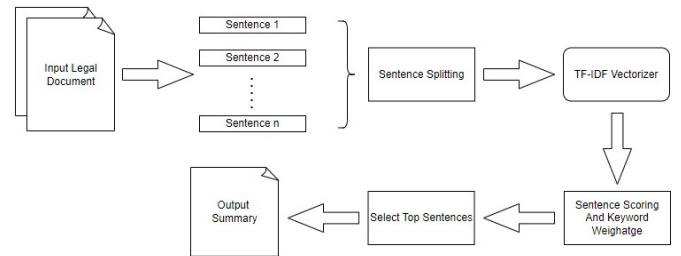 Input Legal
Document
Sentence 1
Sentence 2
Sentence n
Sentence Splitting
TF-IDF Vectorizer
Sentence Scoring
And Keyword
Weighatge
Select Top Sentences
Output
Summary